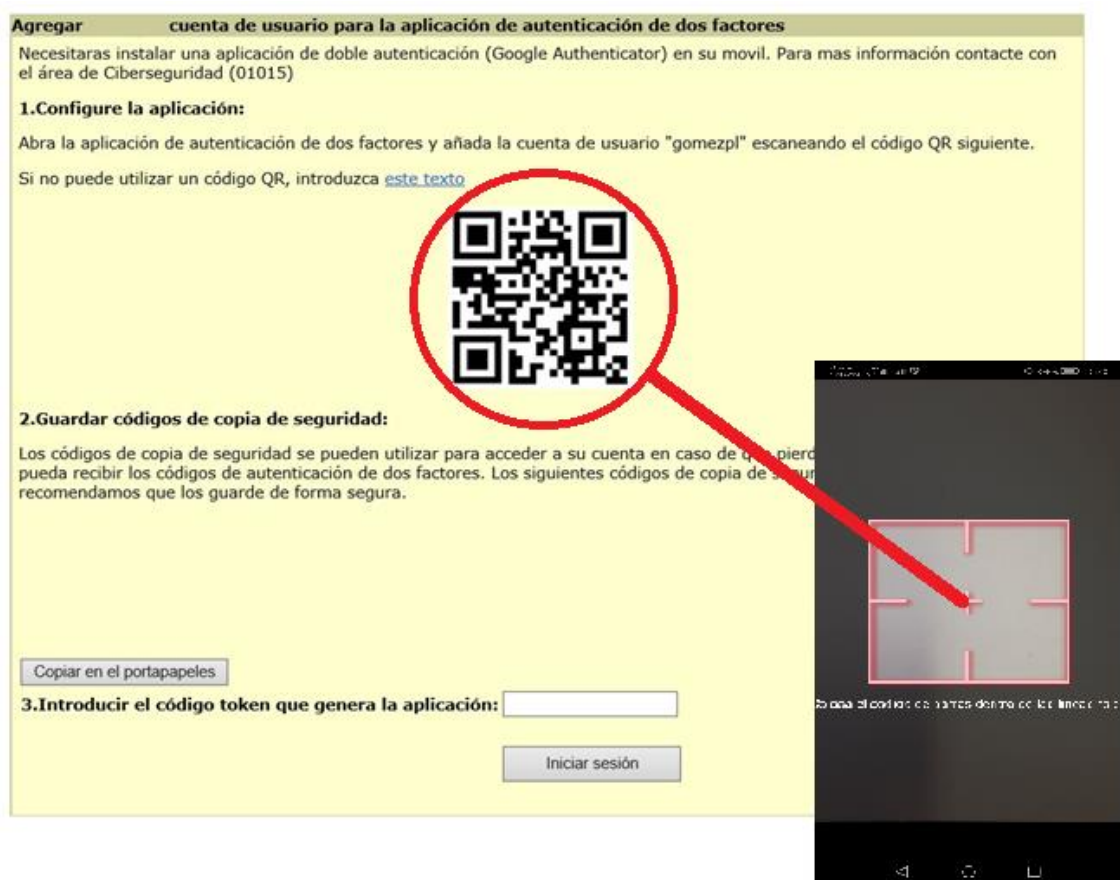 Agregar cuenta de usuario para la aplicación de autenticación de dos factores
Necesitaras instalar una aplicación de doble autenticación (Google Authenticator) en su movil. Para mas información contacte con
el área de Ciberseguridad (01015)
1.Configure la aplicación:
Abra la aplicación de autenticación de dos factores y añada la cuenta de usuario "gomezpl" escaneando el código QR siguiente.
Si no puede utilizar un código QR, introduzca este texto
2.Guardar códigos de copia de seguridad:
Los códigos de copia de seguridad se pueden utilizar para acceder a su cuenta en caso de que pierd
pueda recibir los códigos de autenticación de dos factores. Los siguientes códigos de copia de segur
recomendamos que los guarde de forma segura.
Copiar en el portapapeles
3.Introducir el código token que genera la aplicación:
Iniciar sesión